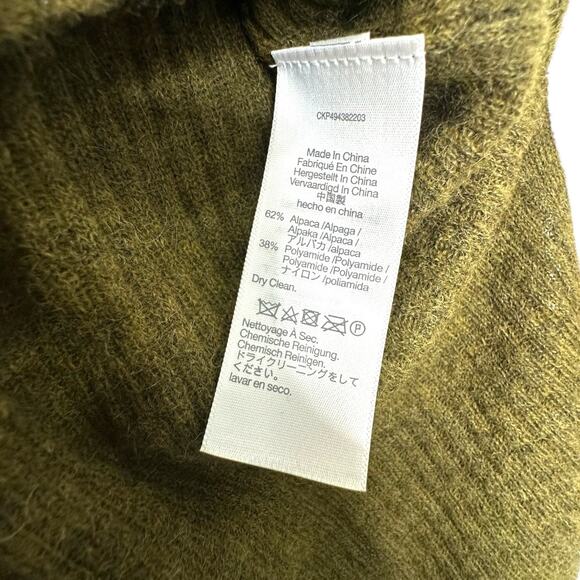 CKP494382203
Made In China
Fabriqué En Chine
Hergestellt In China
Vervaardigd In China
中国製
hecho en china
62% Alpaca /Alpaga /
Alpaka /Alpaca /
アルパカ /alpaca
38% Polyamide /Polyamide /
Polyamide /Polyamide /
ナイロン /poliamida
Dry Clean.
P
Nettoyage À Sec.
Chemische Reinigung.
Chemisch Reinigen.
ドライクリーニングをして
ください。
lavar en seco.